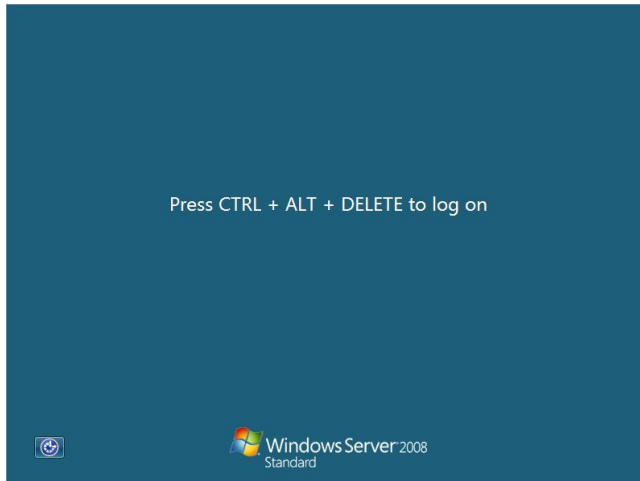 Press CTRL + ALT + DELETE to log on
Windows Server 2008
Standard